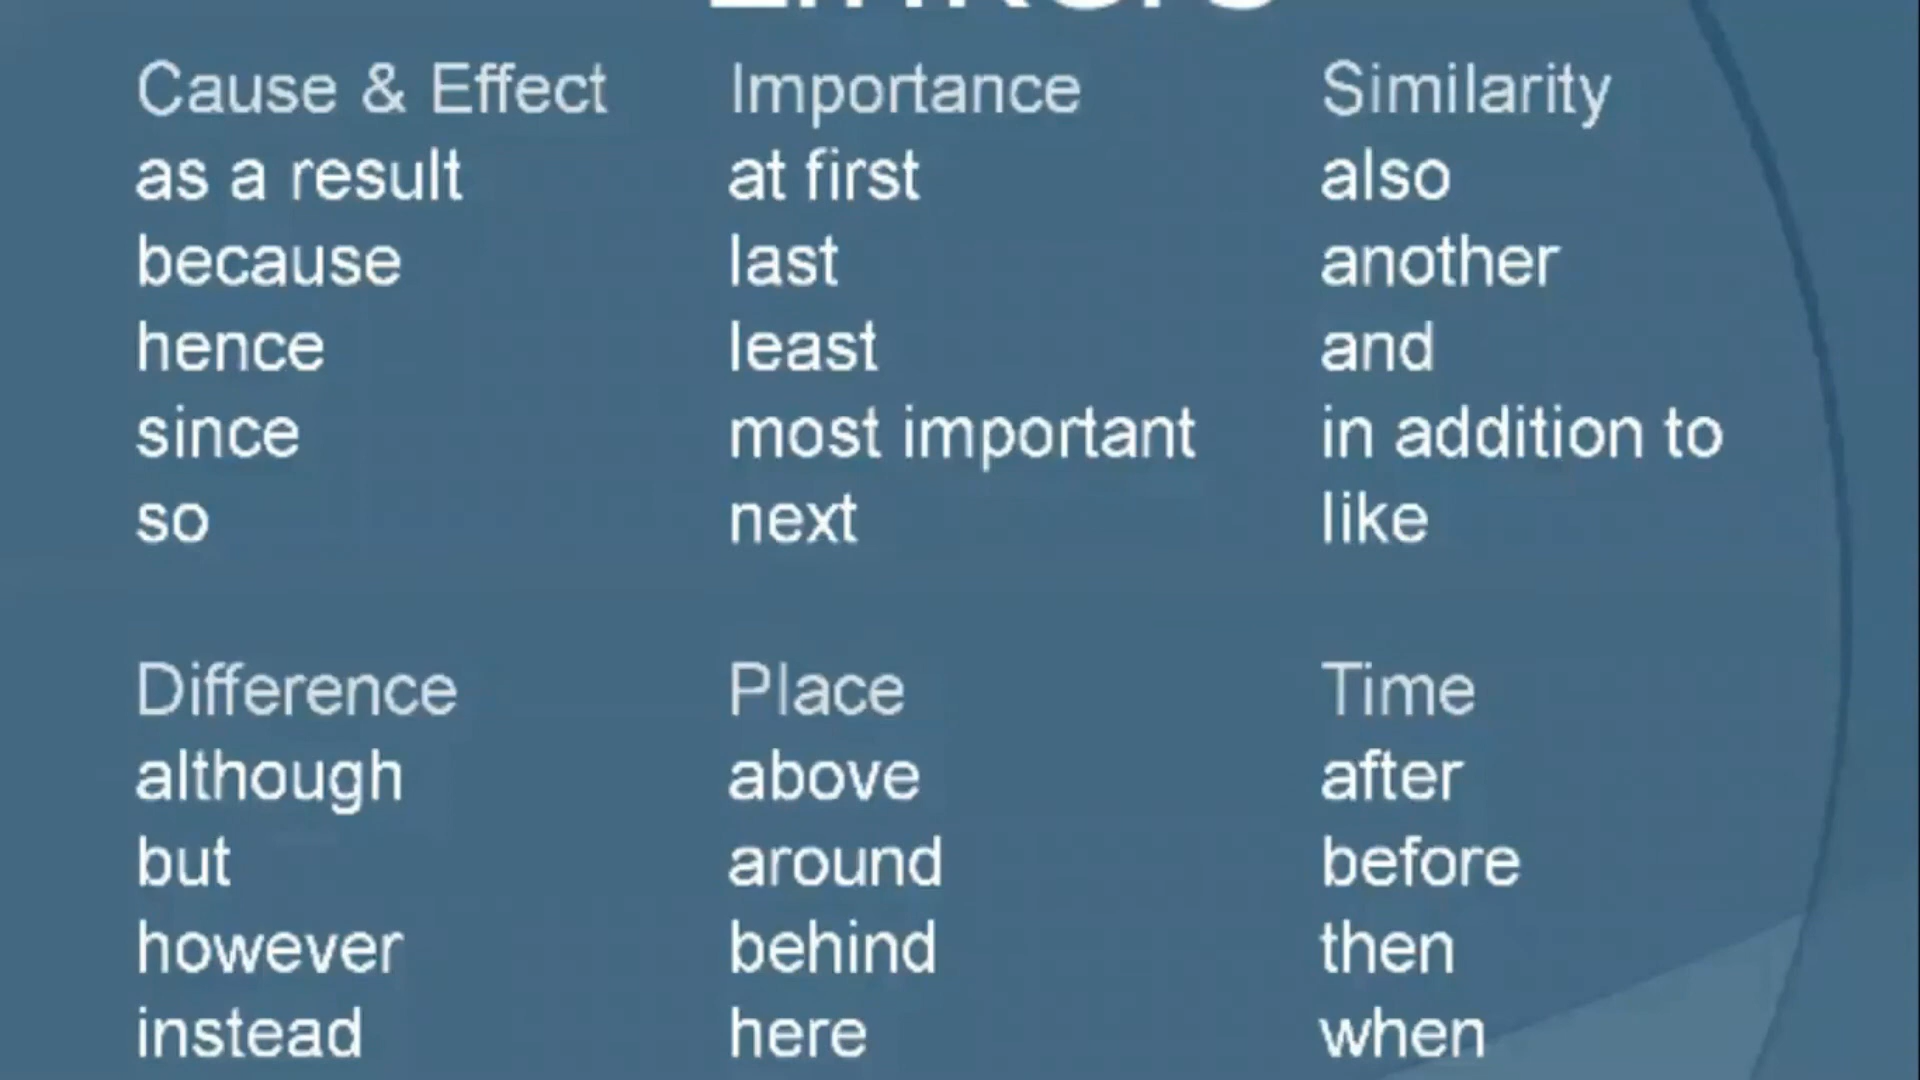 Cause & Effect
as a result
because
hence
since
so
Importance
at first
last
least
most important
next
Similarity
also
another
and
in addition to
like
Difference
although
but
however
instead
Place
above
around
behind
here
Time
after
before
then
when